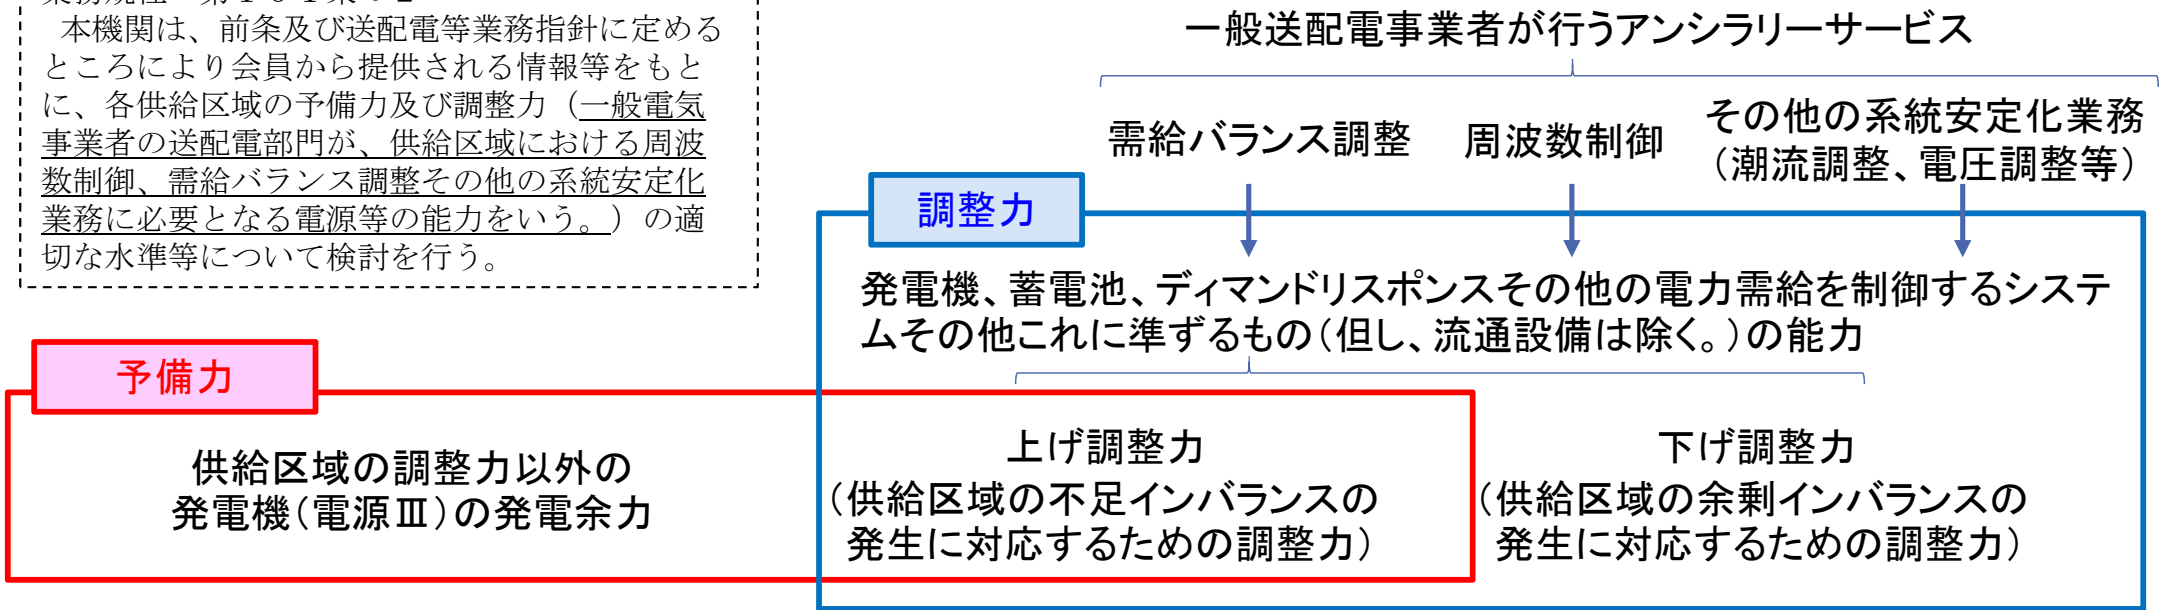 本機関は、前条及び送配電等業務指針に定める
ところにより会員から提供される情報等をもと
に、各供給区域の予備力及び調整力（一般電気
事業者の送配電部門が、供給区域における周波
数制御、需給バランス調整その他の系統安定化
業務に必要となる電源等の能力をいう。）の適
切な水準等について検討を行う。
一般送配電事業者が行うアンシラリーサービス
需給バランス調整
周波数制御
その他の系統安定化業務
（潮流調整、電圧調整等）
調整力
発電機、蓄電池、ディマンドリスポンスその他の電力需給を制御するシステ
ムその他これに準ずるもの（但し、流通設備は除く。）の能力
予備力
供給区域の調整力以外の
発電機（電源Ⅲ）の発電余力
上げ調整力
（供給区域の不足インバランスの
発生に対応するための調整力）
下げ調整力
（供給区域の余剰インバランスの
発生に対応するための調整力）